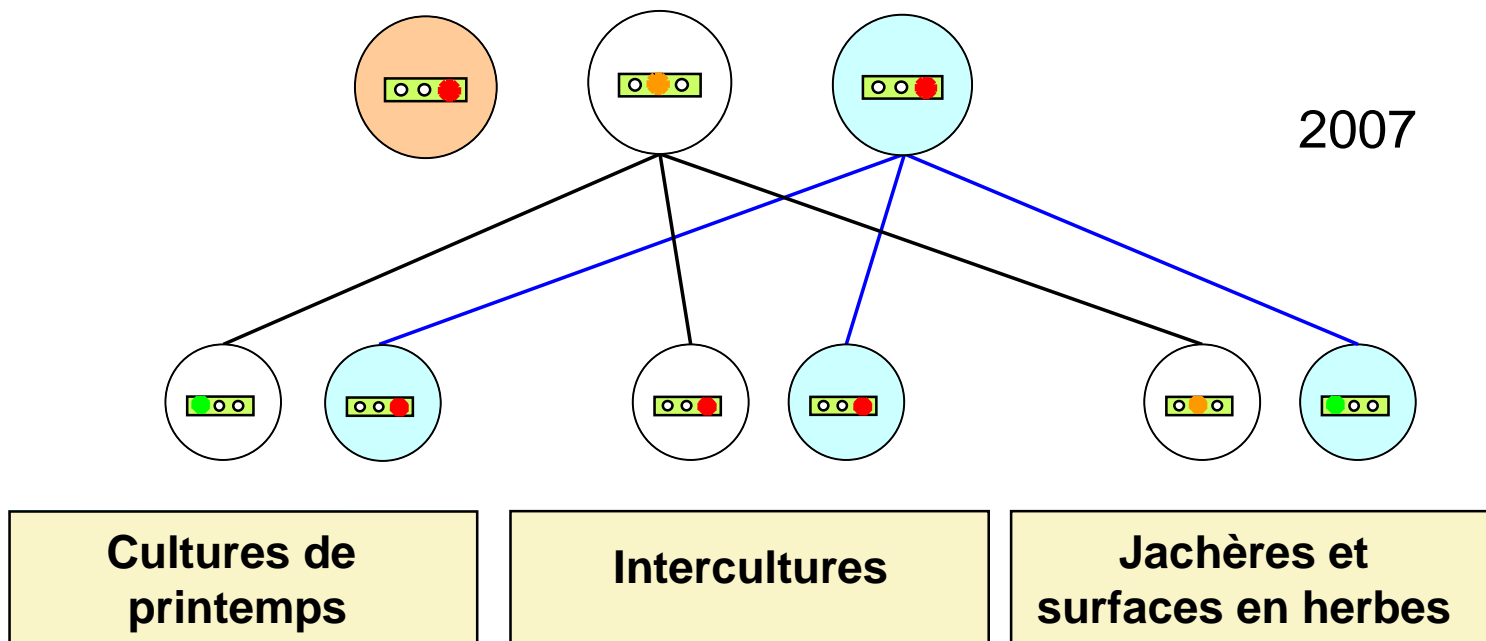 2007
Cultures de
printemps
Intercultures
Jachères et
surfaces en herbes